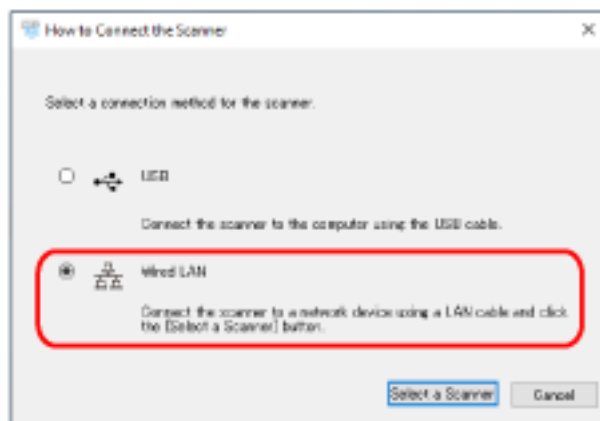 How to Connect the Scanner
Select a connection method for the scanner.
USB
Connect the scanner to the computer using the USB cable.
Wired LAN
Connect the scanner to a network device using a LAN cable and click
the [Select a Scanner] button.
Select a Scanner
Cancel